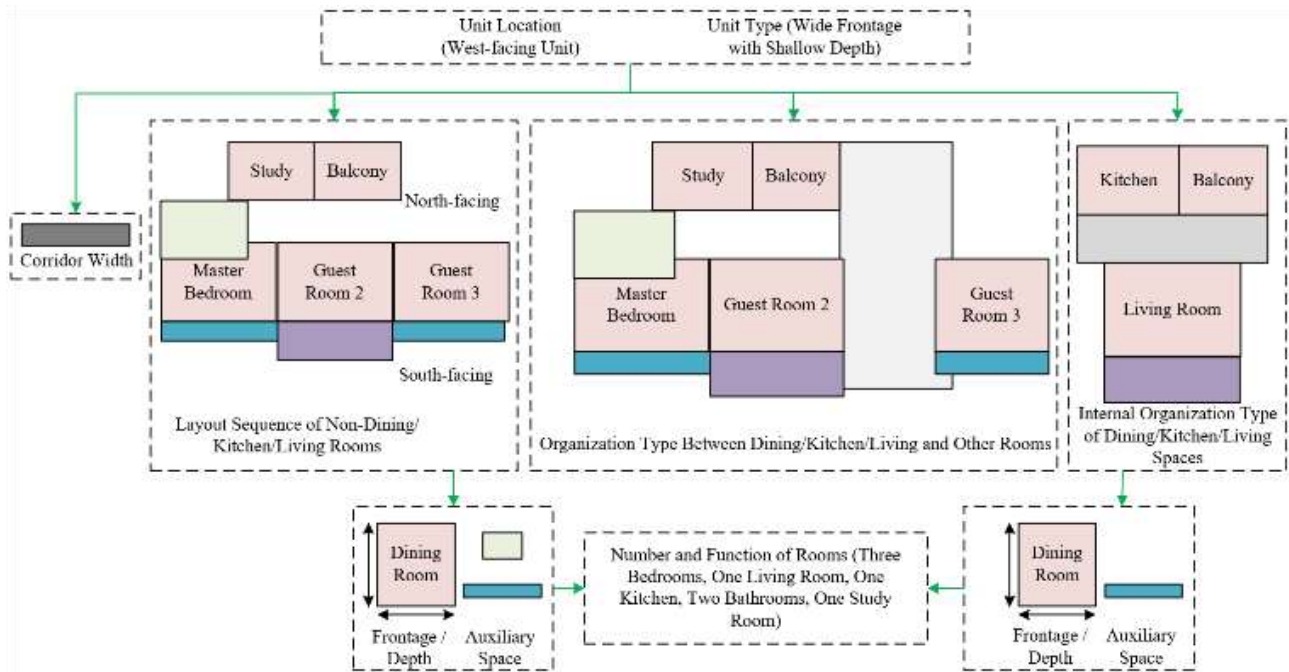 Unit Location
(West-facing Unit)
Unit Type (Wide Frontage
with Shallow Depth)
Corridor Width
Study
Balcony
North-facing
Master
Bedroom
Guest
Room 2
Guest
Room 3
South-facing
Layout Sequence of Non-Dining/
Kitchen/Living Rooms
Study
Balcony
Master
Bedroom
Guest Room 2
Guest
Room 3
Organization Type Between Dining/Kitchen/Living and Other Rooms
Kitchen
Balcony
Living Room
Internal Organization Type
of Dining/Kitchen/Living
Spaces
Dining
Room
Frontage /
Depth
Auxiliary
Space
Number and Function of Rooms (Three
Bedrooms, One Living Room, One
Kitchen, Two Bathrooms, One Study
Room)
Dining
Room
Frontage /
Depth
Auxiliary
Space